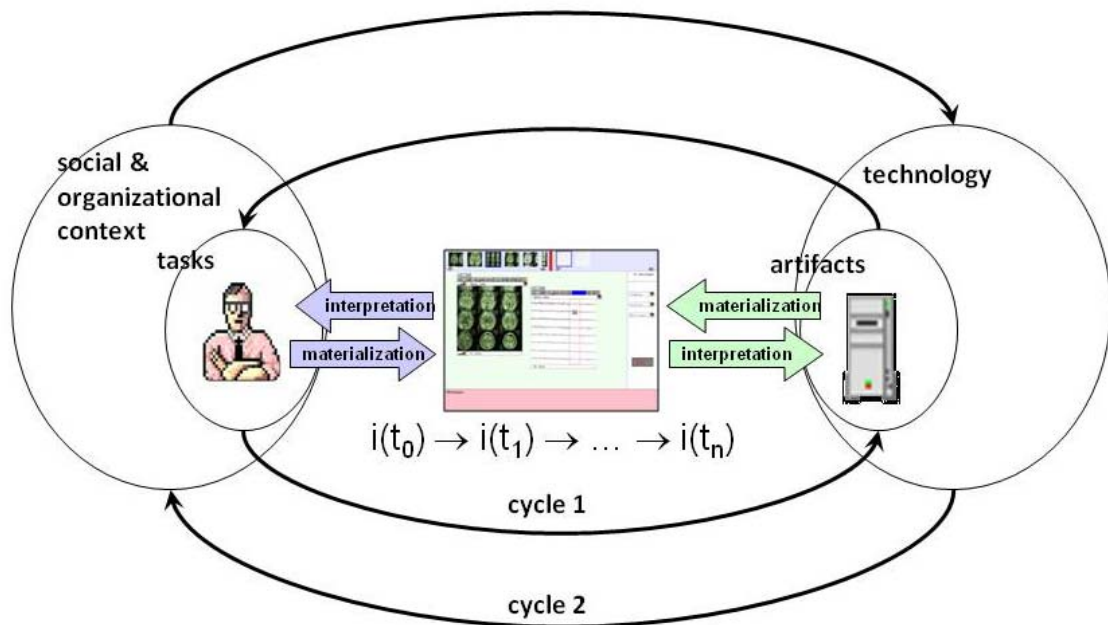 social &
organizational
context
tasks
technology
artifacts
interpretation
materialization
materialization
interpretation
i(t₀) → i(t₁) → … → i(tₙ)
cycle 1
cycle 2